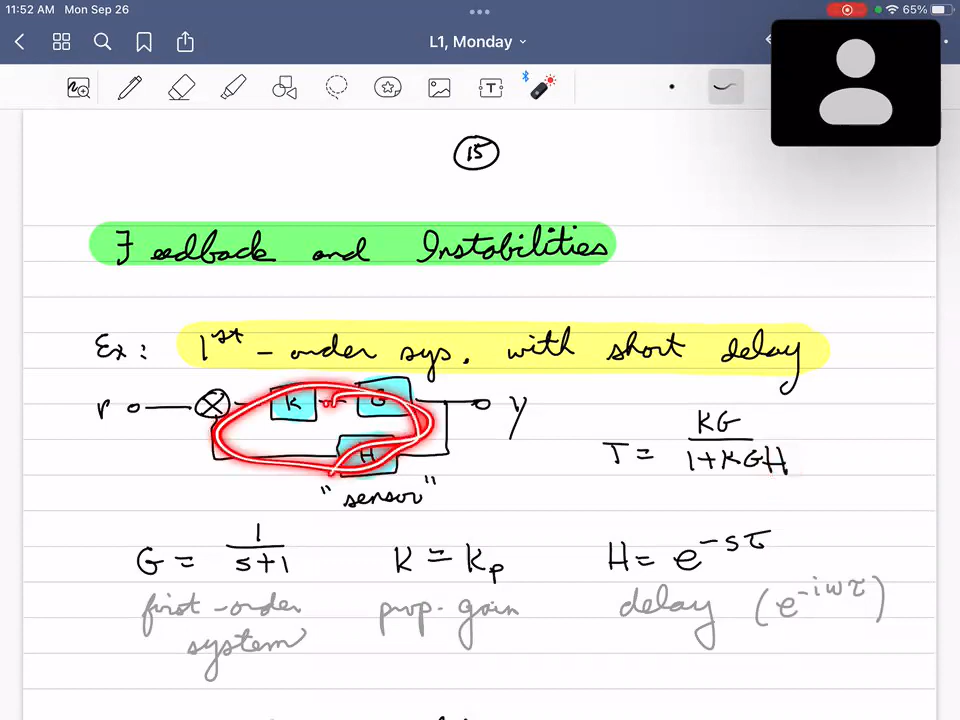 11:52 AM Mon Sep 26
65%
L1, Monday
T
15
Feedback and Instabilities
Ex: 1st-order sys. with short delay
r K G y
H
"sensor"
T = KG / 1+KGH
G = 1 / s+1 K = Kp H = e^-sτ
first-order system prop. gain delay (e^-iωτ)